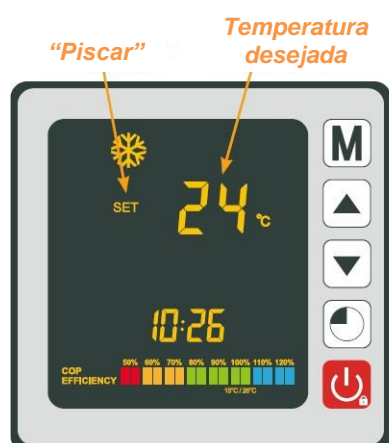 “Piscar”
Temperatura
desejada
SET
24 °C
10:26
COP
EFFICIENCY
50% 60% 70% 80% 90% 100% 110% 120%
15°C / 26°C
M